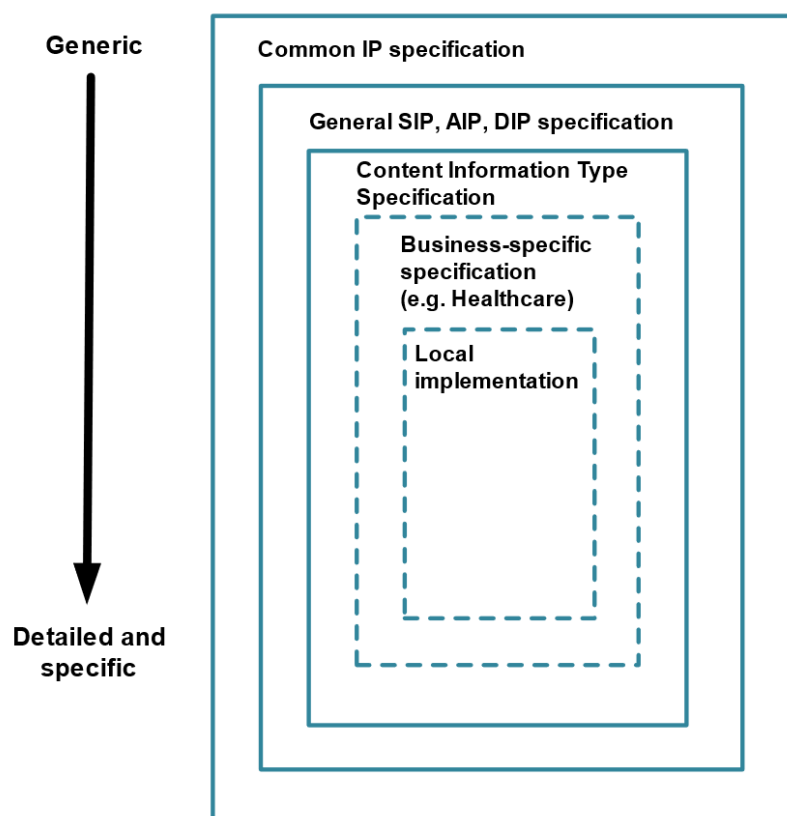 Generic
Common IP specification
General SIP, AIP, DIP specification
Content Information Type
Specification
Business-specific
specification
(e.g. Healthcare)
Local
implementation
Detailed and
specific